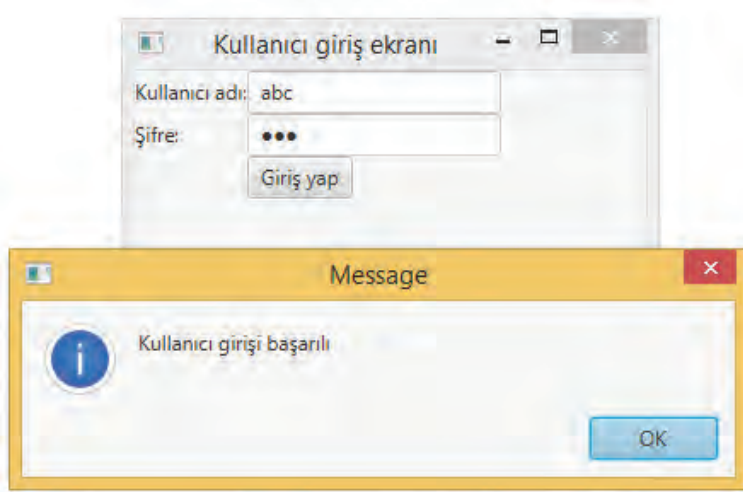 Kullanıcı giriş ekranı
Kullanıcı adı: abc
Şifre: ●●●
Giriş yap
Message
Kullanıcı girişi başarılı
OK